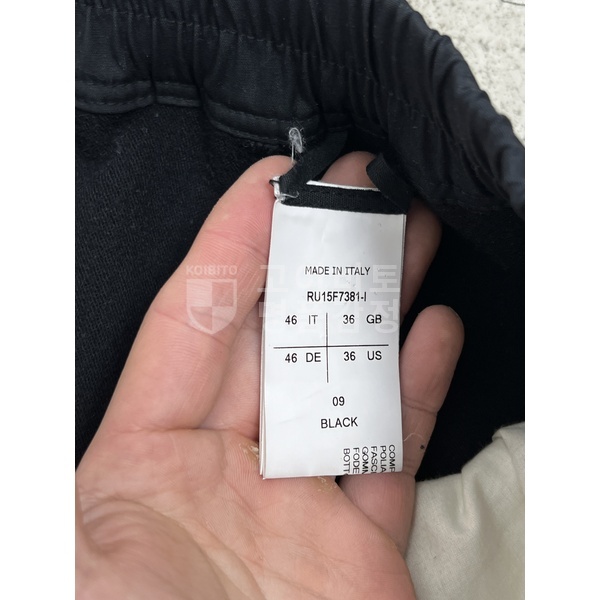 KOIBITO
MADE IN ITALY
RU15F7381-I
46 IT 36 GB
46 DE 36 US
09
BLACK
COMP
POLIA
FASC
GOMM
FODE
BOTT